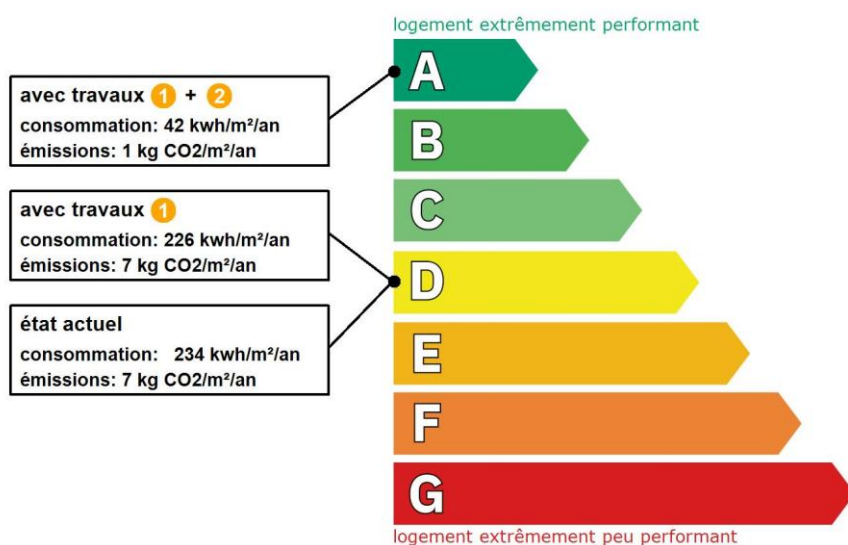 logement extrêmement performant
avec travaux 1 + 2
consommation: 42 kwh/m²/an
émissions: 1 kg CO2/m²/an
avec travaux 1
consommation: 226 kwh/m²/an
émissions: 7 kg CO2/m²/an
état actuel
consommation: 234 kwh/m²/an
émissions: 7 kg CO2/m²/an
A
B
C
D
E
F
G
logement extrêmement peu performant